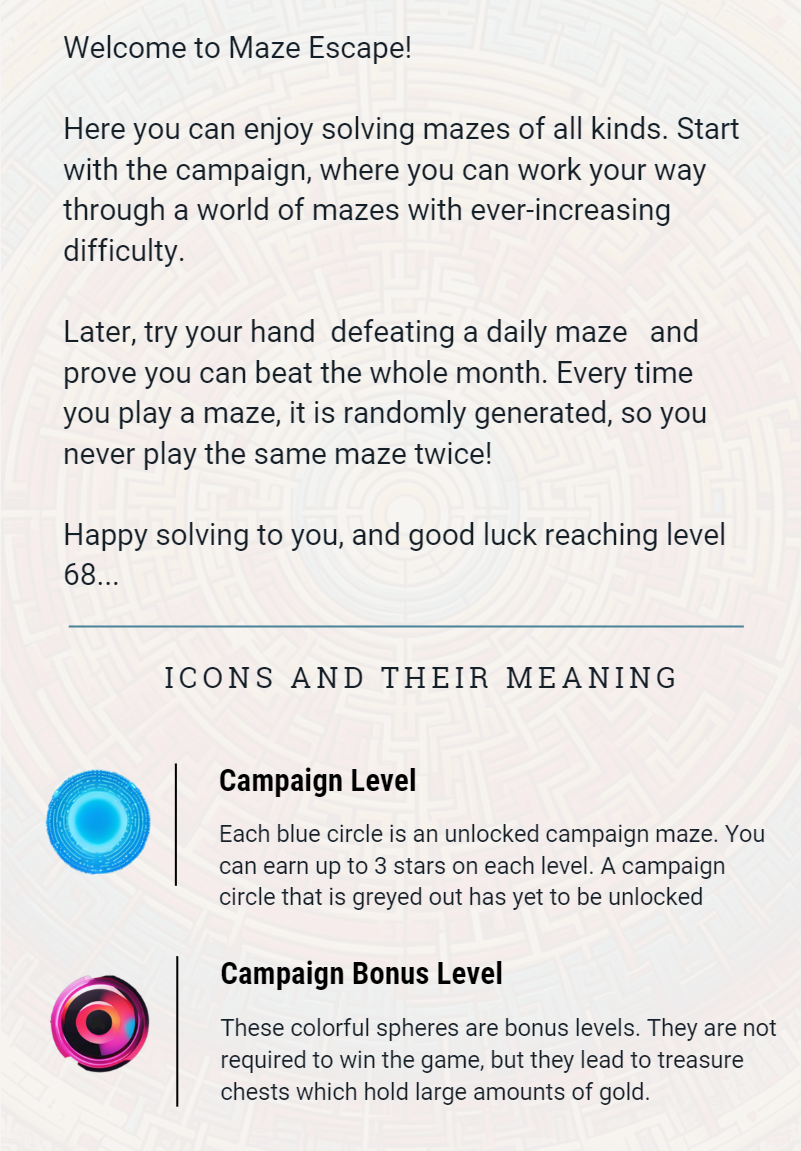 Welcome to Maze Escape!
Here you can enjoy solving mazes of all kinds. Start
with the campaign, where you can work your way
through a world of mazes with ever-increasing
difficulty.
Later, try your hand  defeating a daily maze   and
prove you can beat the whole month. Every time
you play a maze, it is randomly generated, so you
never play the same maze twice!
Happy solving to you, and good luck reaching level
68...
ICONS AND THEIR MEANING
Campaign Level
Each blue circle is an unlocked campaign maze. You
can earn up to 3 stars on each level. A campaign
circle that is greyed out has yet to be unlocked
Campaign Bonus Level
These colorful spheres are bonus levels. They are not
required to win the game, but they lead to treasure
chests which hold large amounts of gold.